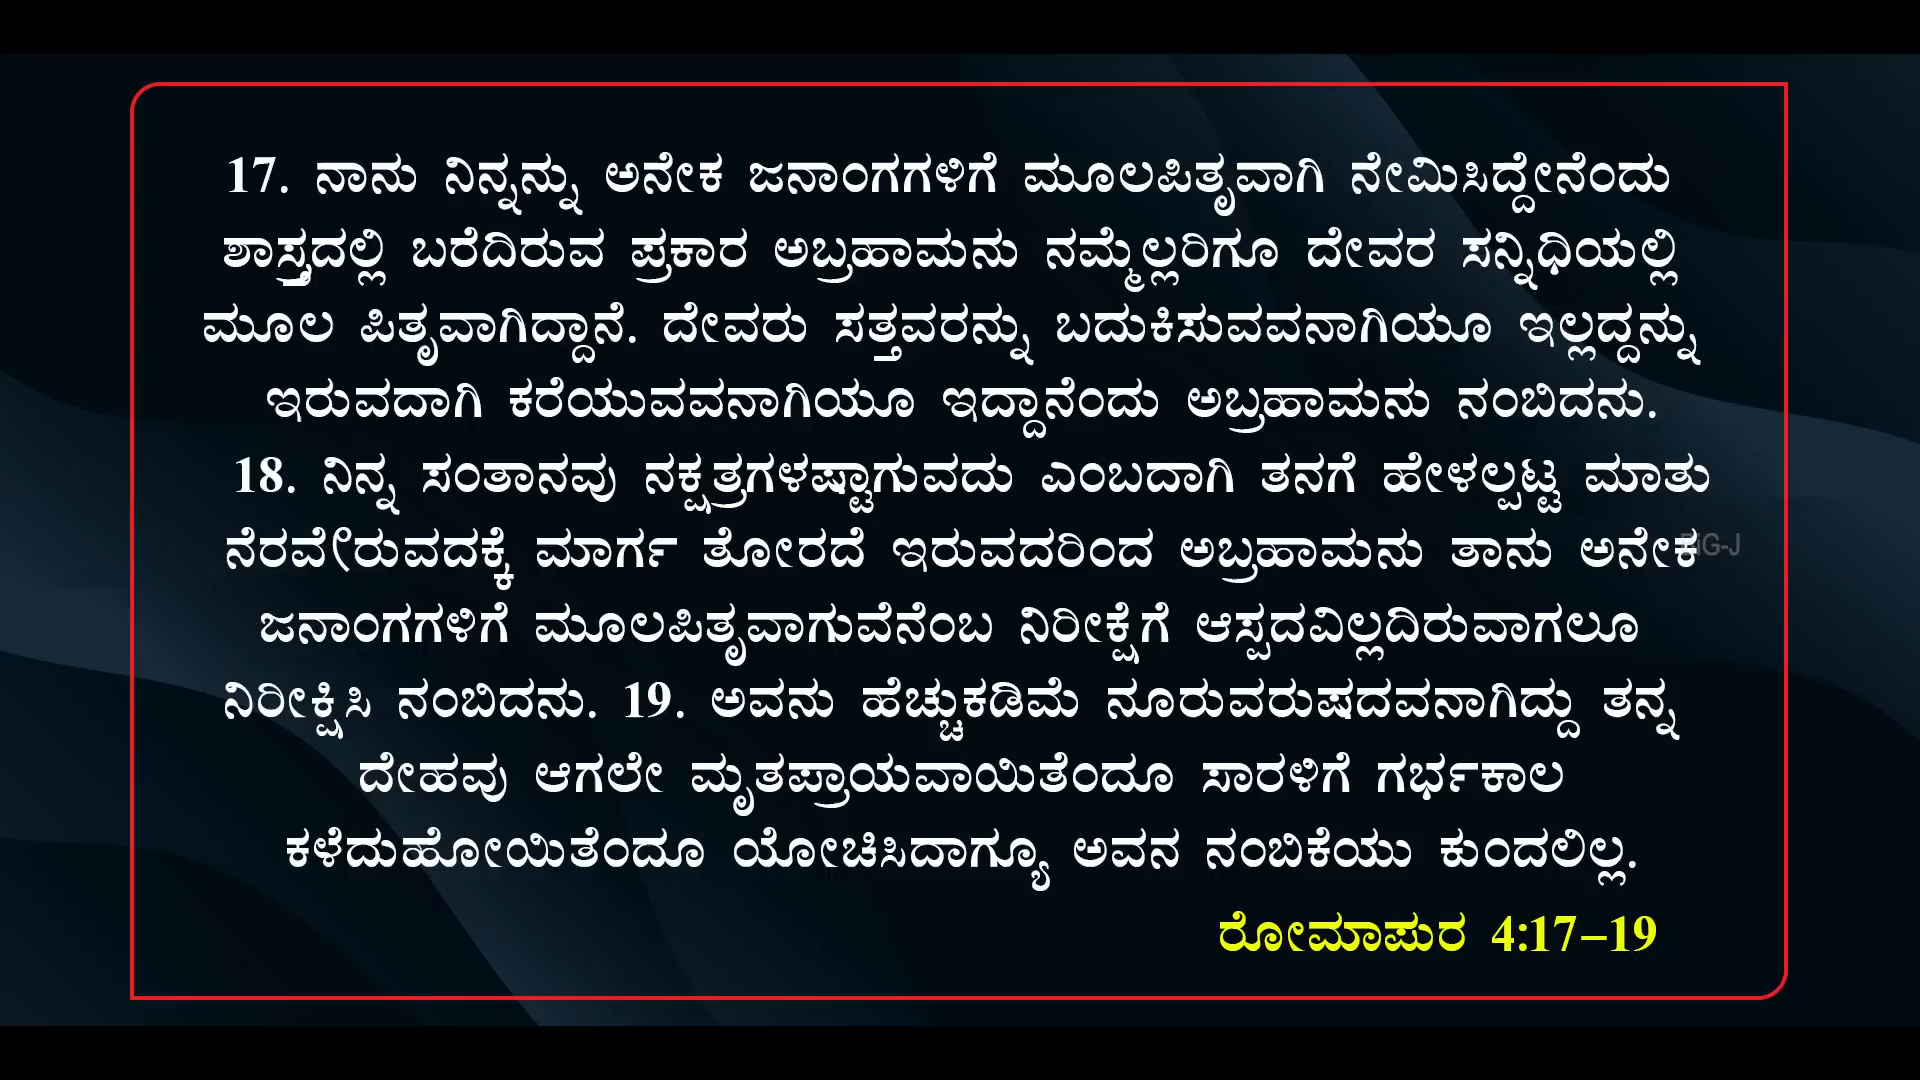 17. ನಾನು ನಿನ್ನನ್ನು ಅನೇಕ ಜನಾಂಗಗಳಿಗೆ ಮೂಲಪಿತೃವಾಗಿ ನೇಮಿಸಿದ್ದೇನೆಂದು
ಶಾಸ್ತ್ರದಲ್ಲಿ ಬರೆದಿರುವ ಪ್ರಕಾರ ಅಬ್ರಹಾಮನು ನಮ್ಮೆಲ್ಲರಿಗೂ ದೇವರ ಸನ್ನಿಧಿಯಲ್ಲಿ
ಮೂಲ ಪಿತೃವಾಗಿದ್ದಾನೆ. ದೇವರು ಸತ್ತವರನ್ನು ಬದುಕಿಸುವವನಾಗಿಯೂ ಇಲ್ಲದ್ದನ್ನು
ಇರುವದಾಗಿ ಕರೆಯುವವನಾಗಿಯೂ ಇದ್ದಾನೆಂದು ಅಬ್ರಹಾಮನು ನಂಬಿದನು.
18. ನಿನ್ನ ಸಂತಾನವು ನಕ್ಷತ್ರಗಳಷ್ಟಾಗುವದು ಎಂಬದಾಗಿ ತನಗೆ ಹೇಳಲ್ಪಟ್ಟ ಮಾತು
ನೆರವೇರುವದಕ್ಕೆ ಮಾರ್ಗ ತೋರದೆ ಇರುವದರಿಂದ ಅಬ್ರಹಾಮನು ತಾನು ಅನೇಕ
ಜನಾಂಗಗಳಿಗೆ ಮೂಲಪಿತೃವಾಗುವೆನೆಂಬ ನಿರೀಕ್ಷೆಗೆ ಆಸ್ಪದವಿಲ್ಲದಿರುವಾಗಲೂ
ನಿರೀಕ್ಷಿಸಿ ನಂಬಿದನು. 19. ಅವನು ಹೆಚ್ಚುಕಡಿಮೆ ನೂರುವರುಷದವನಾಗಿದ್ದು ತನ್ನ
ದೇಹವು ಆಗಲೇ ಮೃತಪ್ರಾಯವಾಯಿತೆಂದೂ ಸಾರಳಿಗೆ ಗರ್ಭಕಾಲ
ಕಳೆದುಹೋಯಿತೆಂದೂ ಯೋಚಿಸಿದಾಗ್ಯೂ ಅವನ ನಂಬಿಕೆಯು ಕುಂದಲಿಲ್ಲ.
ರೋಮಾಪುರ 4:17–19